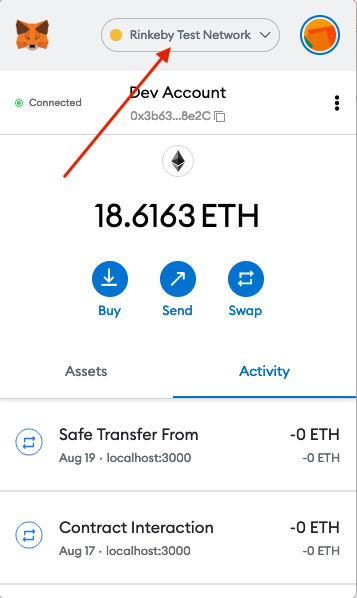 Rinkeby Test Network
Connected
Dev Account
0x3b63...8e2C
18.6163 ETH
Buy
Send
Swap
Assets
Activity
Safe Transfer From
-0 ETH
Aug 19 · localhost:3000
-0 ETH
Contract Interaction
-0 ETH
Aug 17 · localhost:3000
-0 ETH